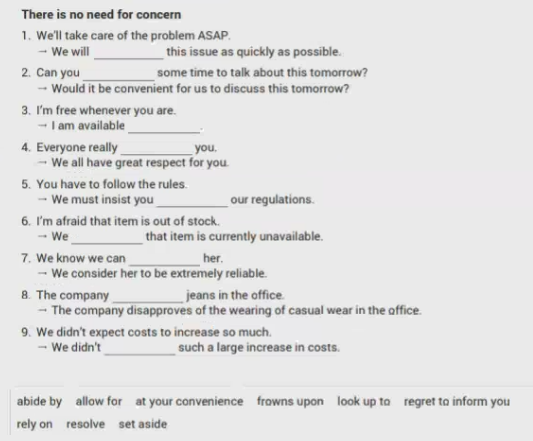 There is no need for concern
1. We'll take care of the problem ASAP.
→ We will __________ this issue as quickly as possible.
2. Can you __________ some time to talk about this tomorrow?
→ Would it be convenient for us to discuss this tomorrow?
3. I'm free whenever you are.
→ I am available __________.
4. Everyone really __________ you.
→ We all have great respect for you.
5. You have to follow the rules.
→ We must insist you __________ our regulations.
6. I'm afraid that item is out of stock.
→ We __________ that item is currently unavailable.
7. We know we can __________ her.
→ We consider her to be extremely reliable.
8. The company __________ jeans in the office.
→ The company disapproves of the wearing of casual wear in the office.
9. We didn't expect costs to increase so much.
→ We didn't __________ such a large increase in costs.
abide by allow for at your convenience frowns upon look up to regret to inform you
rely on resolve set aside